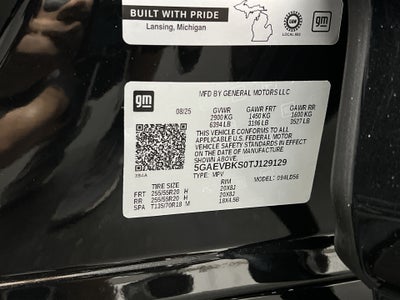 BUILT WITH PRIDE
Lansing, Michigan
gm
gm
MFD BY GENERAL MOTORS LLC
08/25
GVWR GAWR FRT GAWR RR
2900 KG 1450 KG 1600 KG
6394 LB 3196 LB 3527 LB
THIS VEHICLE CONFORMS TO ALL
APPLICABLE U.S. FEDERAL MOTOR
VEHICLE SAFETY STANDARDS IN EFFECT
ON THE DATE OF MANUFACTURE
SHOWN ABOVE.
5GAEVBKS0TJ129129
TYPE: MPV MODEL: 094LD56
TIRE SIZE RIM
FRT 255/55R20 H 20X8J
RR 255/55R20 H 20X8J
SPA T135/70R18 M 18X4.5B